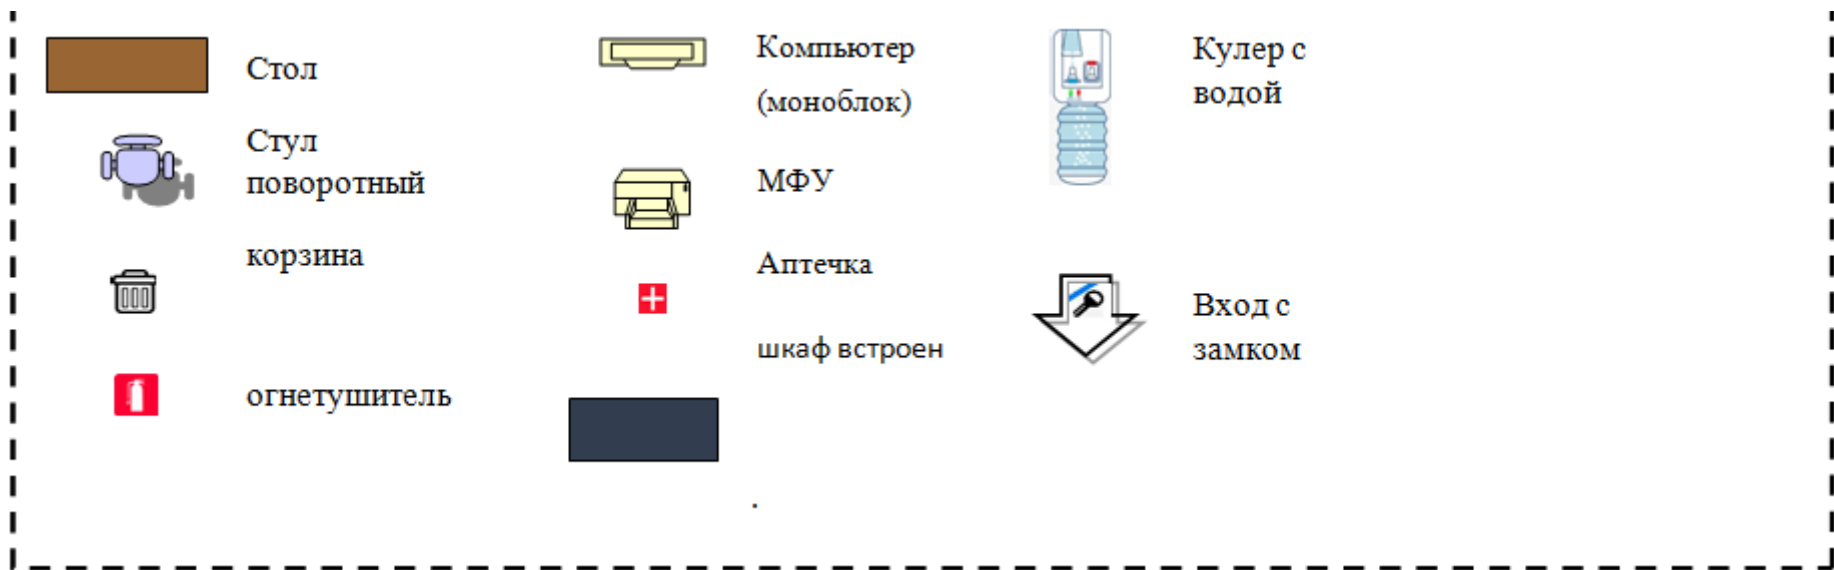 Стол
Стул
поворотный
корзина
огнетушитель
Компьютер
(моноблок)
МФУ
Аптечка
шкаф встроен
.
Кулер с
водой
Вход с
замком